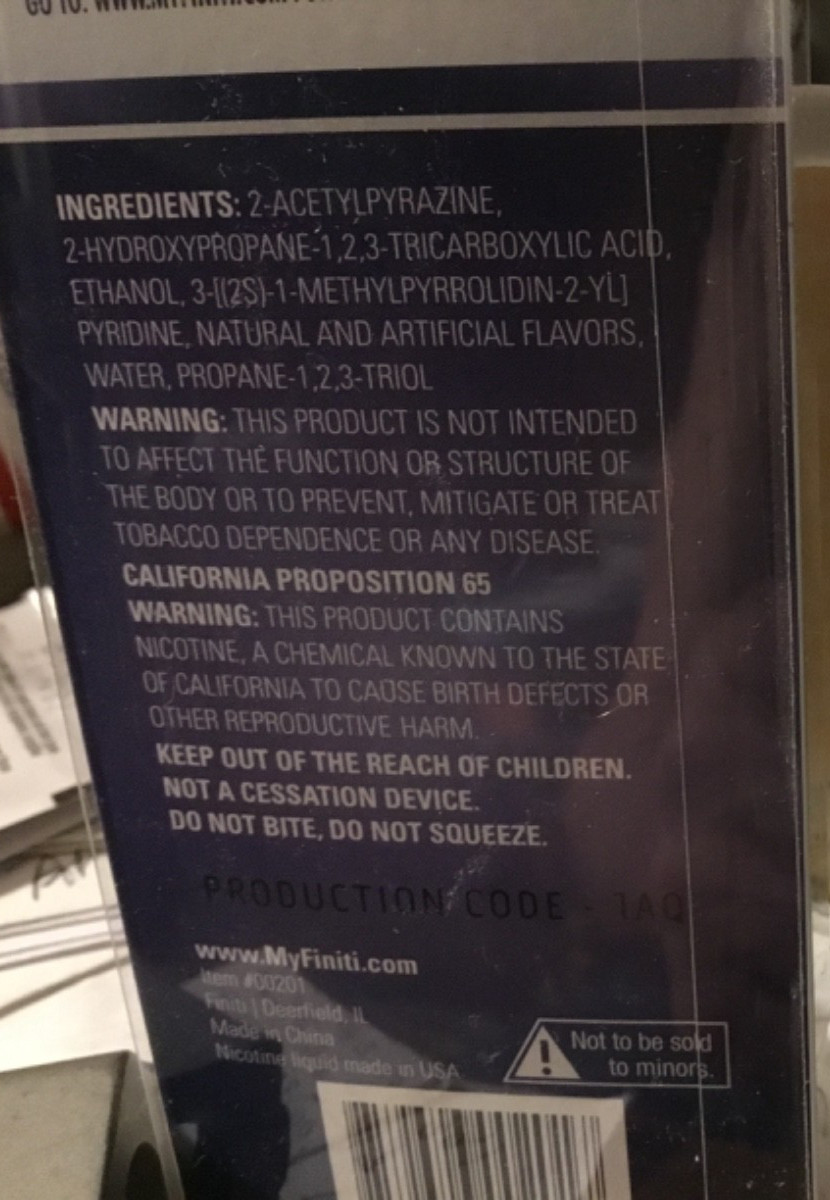 GO TO: WWW.MYFINITI.COM
INGREDIENTS: 2-ACETYLPYRAZINE,
2-HYDROXYPROPANE-1,2,3-TRICARBOXYLIC ACID,
ETHANOL, 3-[(2S)-1-METHYLPYRROLIDIN-2-YL]
PYRIDINE, NATURAL AND ARTIFICIAL FLAVORS,
WATER, PROPANE-1,2,3-TRIOL
WARNING: THIS PRODUCT IS NOT INTENDED
TO AFFECT THE FUNCTION OR STRUCTURE OF
THE BODY OR TO PREVENT, MITIGATE OR TREAT
TOBACCO DEPENDENCE OR ANY DISEASE.
CALIFORNIA PROPOSITION 65
WARNING: THIS PRODUCT CONTAINS
NICOTINE, A CHEMICAL KNOWN TO THE STATE
OF CALIFORNIA TO CAUSE BIRTH DEFECTS OR
OTHER REPRODUCTIVE HARM.
KEEP OUT OF THE REACH OF CHILDREN.
NOT A CESSATION DEVICE.
DO NOT BITE, DO NOT SQUEEZE.
PRODUCTION CODE - 1AQ
www.MyFiniti.com
Item #00201
Finiti | Deerfield, IL
Made in China
Nicotine liquid made in USA
Not to be sold
to minors.